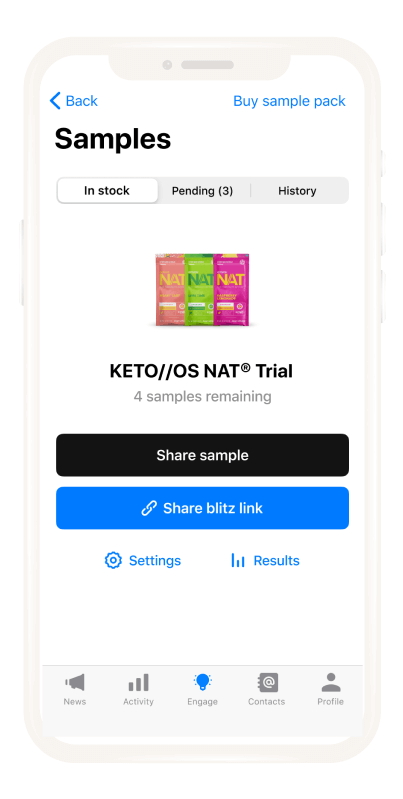 Back
Buy sample pack
Samples
In stock
Pending (3)
History
NAT NAT NAT
KETO//OS NAT® Trial
4 samples remaining
Share sample
Share blitz link
Settings
Results
News
Activity
Engage
Contacts
Profile